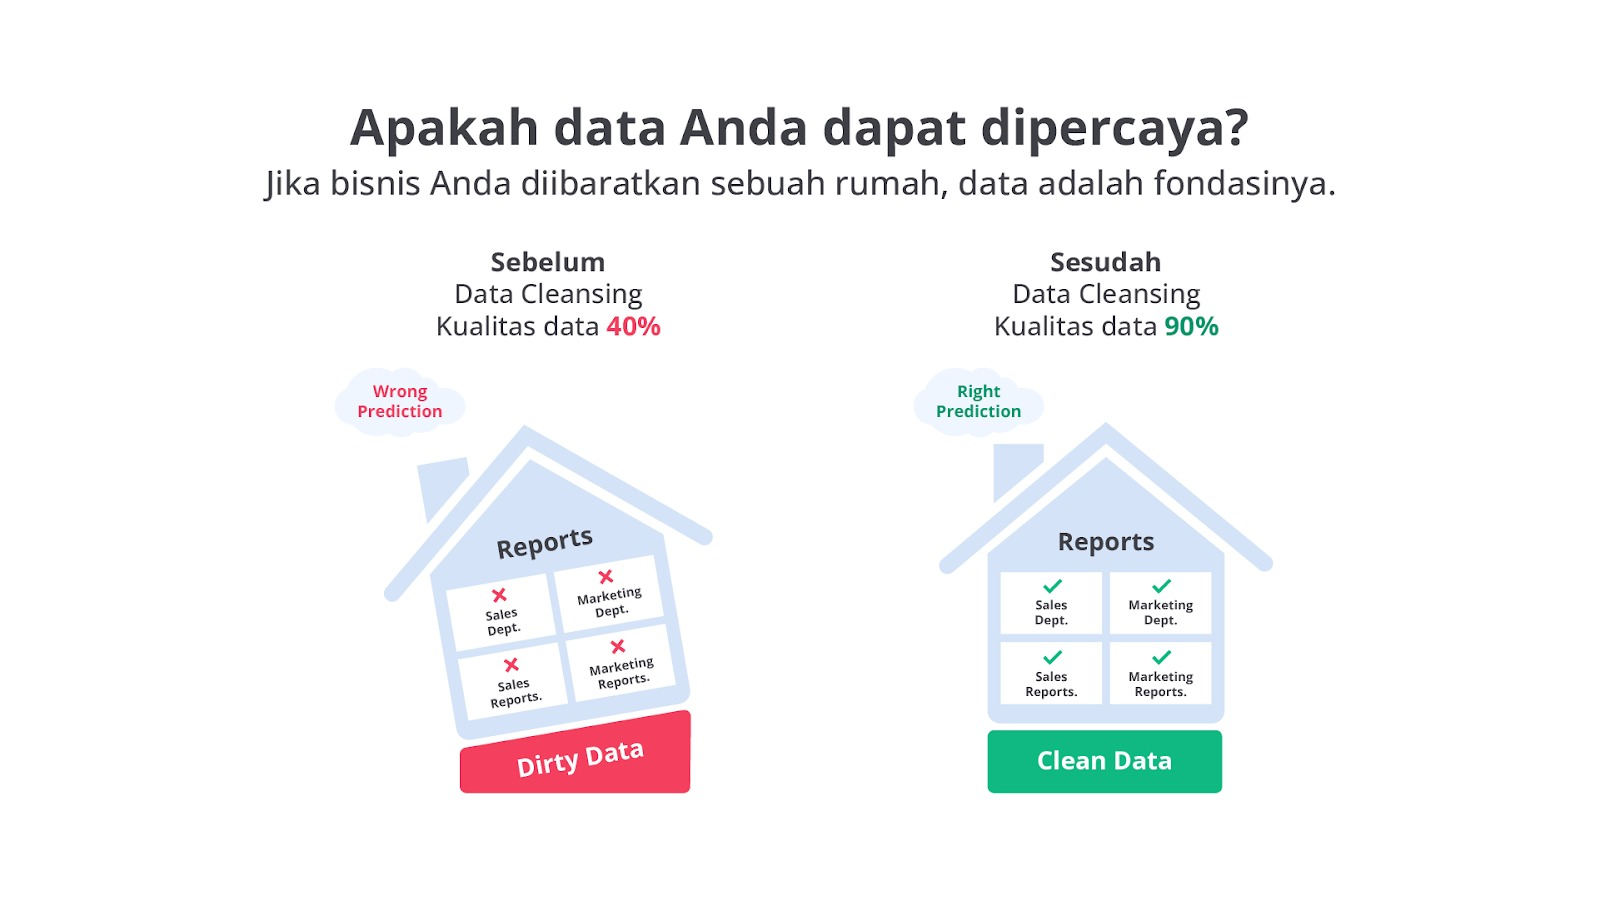 Apakah data Anda dapat dipercaya?
Jika bisnis Anda diibaratkan sebuah rumah, data adalah fondasinya.
Sebelum
Data Cleansing
Kualitas data 40%
Wrong
Prediction
Reports
Sales
Dept.
Marketing
Dept.
Sales
Reports.
Marketing
Reports.
Dirty Data
Sesudah
Data Cleansing
Kualitas data 90%
Right
Prediction
Reports
Sales
Dept.
Marketing
Dept.
Sales
Reports.
Marketing
Reports.
Clean Data